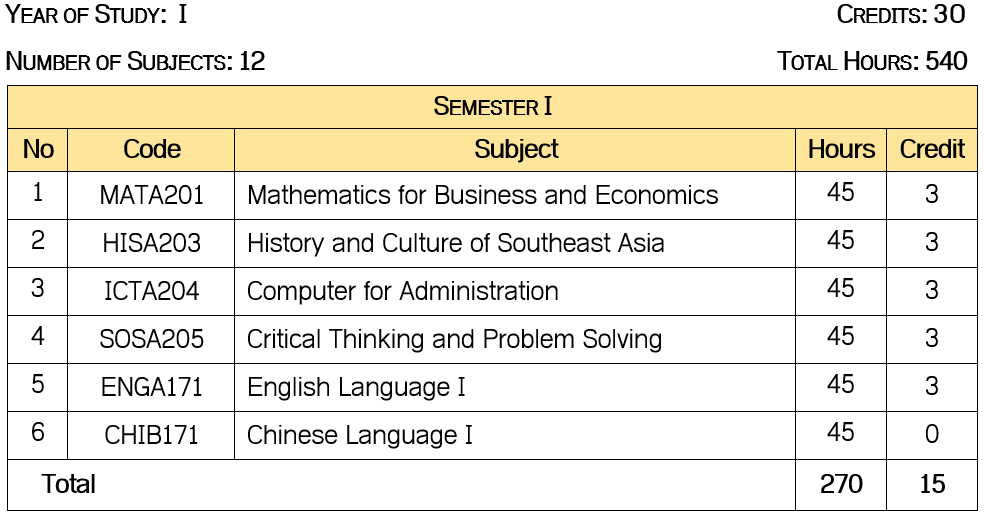 Year of Study: I Credits: 30
Number of Subjects: 12 Total Hours: 540
Semester I
No Code Subject Hours Credit
1 MATA201 Mathematics for Business and Economics 45 3
2 HISA203 History and Culture of Southeast Asia 45 3
3 ICTA204 Computer for Administration 45 3
4 SOSA205 Critical Thinking and Problem Solving 45 3
5 ENGA171 English Language I 45 3
6 CHIB171 Chinese Language I 45 0
Total 270 15